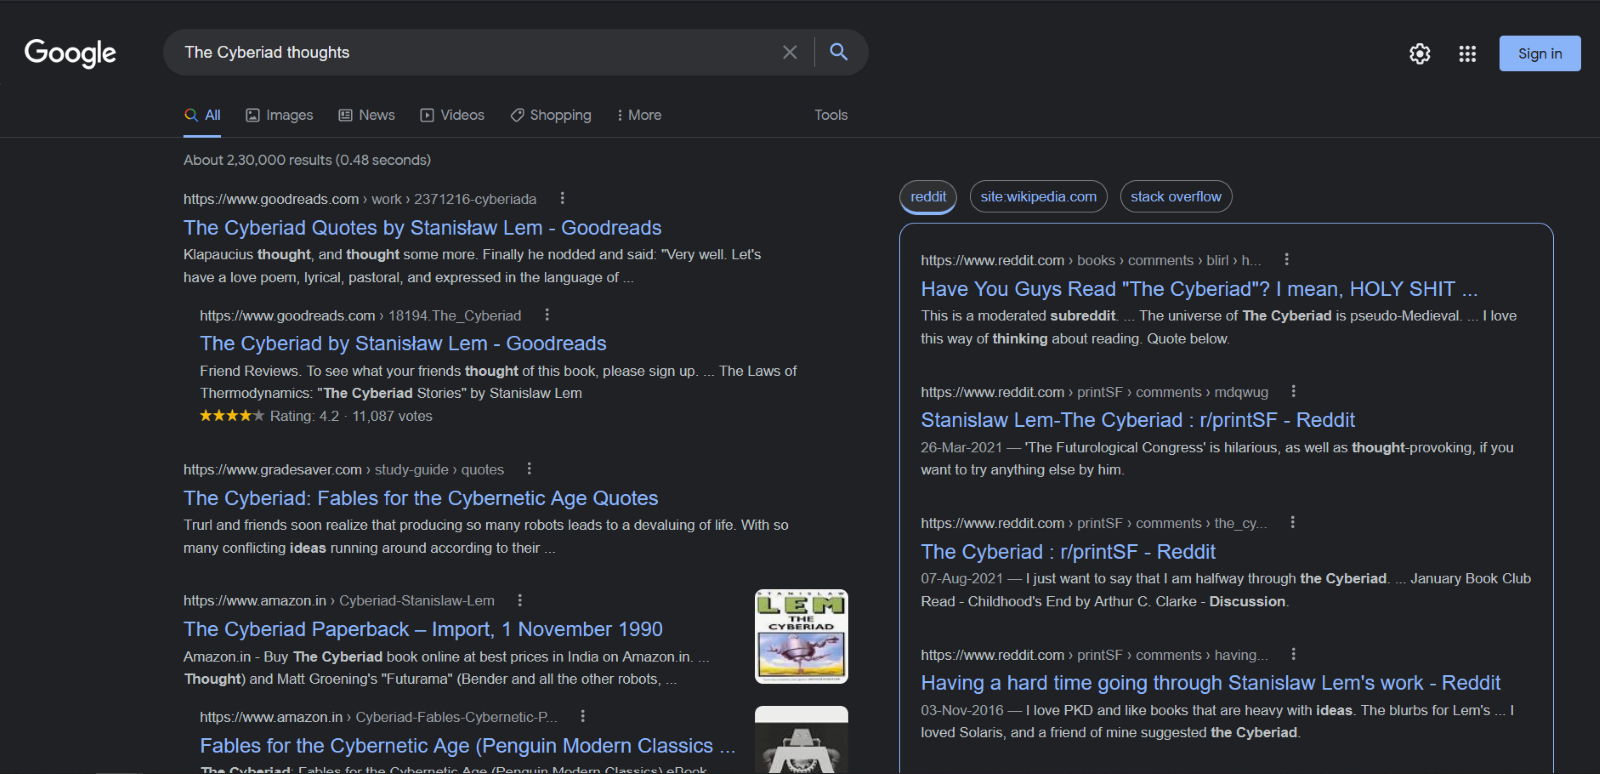 Google
The Cyberiad thoughts
Sign in
All Images News Videos Shopping More Tools
About 2,30,000 results (0.48 seconds)
https://www.goodreads.com › work › 2371216-cyberiada
The Cyberiad Quotes by Stanisław Lem - Goodreads
Klapaucius thought, and thought some more. Finally he nodded and said: "Very well. Let's
have a love poem, lyrical, pastoral, and expressed in the language of ...
https://www.goodreads.com › 18194.The_Cyberiad
The Cyberiad by Stanisław Lem - Goodreads
Friend Reviews. To see what your friends thought of this book, please sign up. ... The Laws of
Thermodynamics: "The Cyberiad Stories" by Stanislaw Lem
Rating: 4.2 · 11,087 votes
https://www.gradesaver.com › study-guide › quotes
The Cyberiad: Fables for the Cybernetic Age Quotes
Trurl and friends soon realize that producing so many robots leads to a devaluing of life. With so
many conflicting ideas running around according to their ...
https://www.amazon.in › Cyberiad-Stanislaw-Lem
The Cyberiad Paperback – Import, 1 November 1990
Amazon.in - Buy The Cyberiad book online at best prices in India on Amazon.in. ...
Thought) and Matt Groening's "Futurama" (Bender and all the other robots, ...
STANISLAW
LEM
THE
CYBERIAD
https://www.amazon.in › Cyberiad-Fables-Cybernetic-P...
Fables for the Cybernetic Age (Penguin Modern Classics ...
The Cyberiad: Fables for the Cybernetic Age (Penguin Modern Classics) eBook
reddit
site:wikipedia.com
stack overflow
https://www.reddit.com › books › comments › blirl › h...
Have You Guys Read "The Cyberiad"? I mean, HOLY SHIT ...
This is a moderated subreddit. ... The universe of The Cyberiad is pseudo-Medieval. ... I love
this way of thinking about reading. Quote below.
https://www.reddit.com › printSF › comments › mdqwug
Stanislaw Lem-The Cyberiad : r/printSF - Reddit
26-Mar-2021 — 'The Futurological Congress' is hilarious, as well as thought-provoking, if you
want to try anything else by him.
https://www.reddit.com › printSF › comments › the_cy...
The Cyberiad : r/printSF - Reddit
07-Aug-2021 — I just want to say that I am halfway through the Cyberiad. ... January Book Club
Read - Childhood's End by Arthur C. Clarke - Discussion.
https://www.reddit.com › printSF › comments › having...
Having a hard time going through Stanislaw Lem's work - Reddit
03-Nov-2016 — I love PKD and like books that are heavy with ideas. The blurbs for Lem's ... I
loved Solaris, and a friend of mine suggested the Cyberiad.